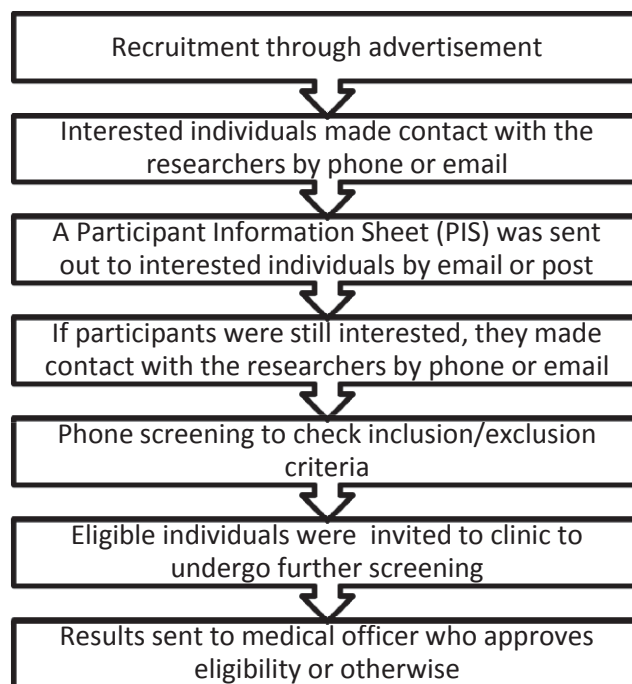 Recruitment through advertisement
Interested individuals made contact with the
researchers by phone or email
A Participant Information Sheet (PIS) was sent
out to interested individuals by email or post
If participants were still interested, they made
contact with the researchers by phone or email
Phone screening to check inclusion/exclusion
criteria
Eligible individuals were invited to clinic to
undergo further screening
Results sent to medical officer who approves
eligibility or otherwise